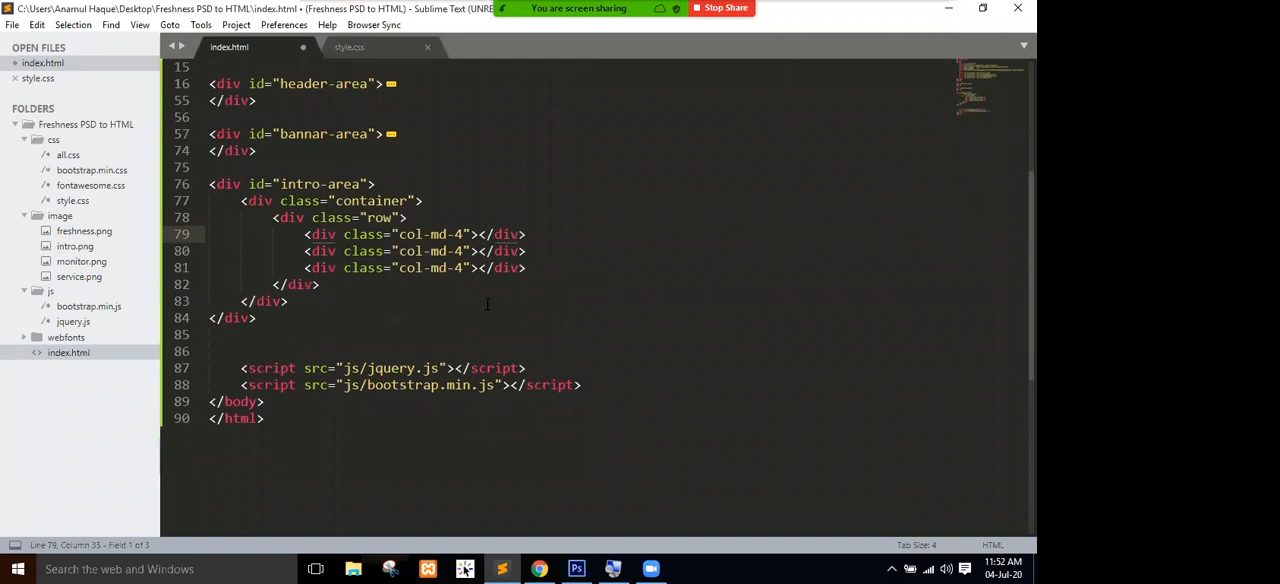 C:\Users\Anamul Haque\Desktop\Freshness PSD to HTML\index.html • (Freshness PSD to HTML) - Sublime Text (UNRE
You are screen sharing
Stop Share
File Edit Selection Find View Goto Tools Project Preferences Help Browser Sync
OPEN FILES
index.html
style.css
FOLDERS
Freshness PSD to HTML
css
all.css
bootstrap.min.css
fontawesome.css
style.css
image
freshness.png
intro.png
monitor.png
service.png
js
bootstrap.min.js
jquery.js
webfonts
index.html
index.html
style.css
15
16 <div id="header-area">
55 </div>
56
57 <div id="bannar-area">
74 </div>
75
76 <div id="intro-area">
77 <div class="container">
78 <div class="row">
79 <div class="col-md-4"></div>
80 <div class="col-md-4"></div>
81 <div class="col-md-4"></div>
82 </div>
83 </div>
84 </div>
85
86
87 <script src="js/jquery.js"></script>
88 <script src="js/bootstrap.min.js"></script>
89 </body>
90 </html>
Line 79, Column 35 - Field 1 of 3
Tab Size: 4
HTML
Search the web and Windows
Ps
11:52 AM
04-Jul-20